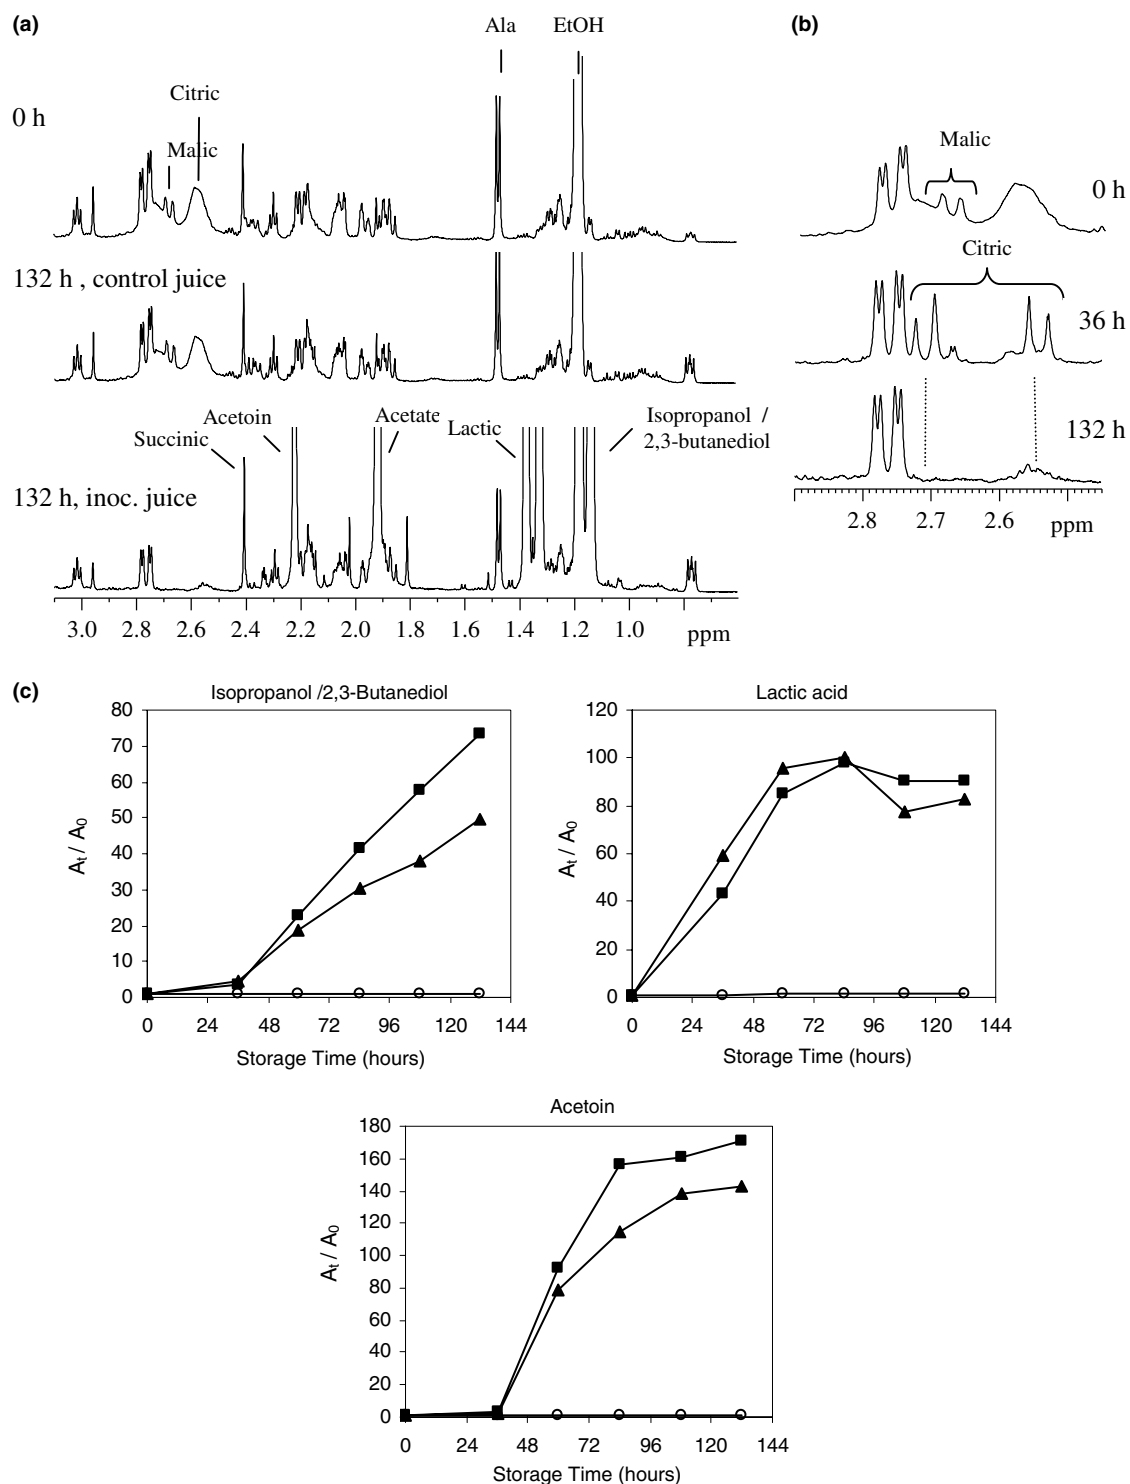 (a)
Ala
EtOH
Citric
0 h
Malic
132 h , control juice
Acetoin
Acetate
Succinic
Lactic
Isopropanol /
2,3-butanediol
132 h, inoc. juice
3.0 2.8 2.6 2.4 2.2 2.0 1.8 1.6 1.4 1.2 1.0 ppm
(b)
Malic
0 h
Citric
36 h
132 h
2.8 2.7 2.6 ppm
(c)
Isopropanol /2,3-Butanediol
80
70
60
50
40
30
20
10
0
At / A0
0 24 48 72 96 120 144
Storage Time (hours)
Lactic acid
120
100
80
60
40
20
0
At / A0
0 24 48 72 96 120 144
Storage Time (hours)
Acetoin
180
160
140
120
100
80
60
40
20
0
At / A0
0 24 48 72 96 120 144
Storage Time (hours)